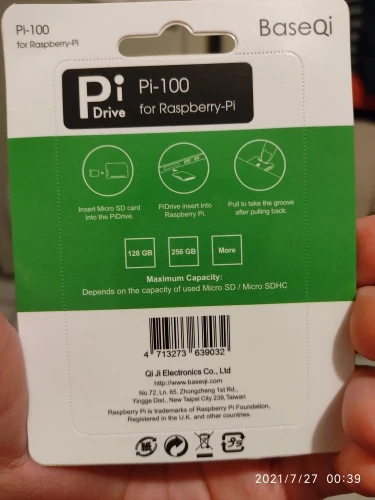 Pi-100
for Raspberry-Pi
BaseQi
Pi
Drive
Pi-100
for Raspberry-Pi
Insert Micro SD card
into the PiDrive.
PiDrive insert into
Raspberry Pi.
Pull to take the groove
after pulling back.
128 GB
256 GB
More
Maximum Capacity:
Depends on the capacity of used Micro SD / Micro SDHC
4 713273 639032
Qi Ji Electronics Co., Ltd
http://www.baseqi.com
No.72, Ln. 65, Zhongzheng 1st Rd.,
Yingge Dist., New Taipei City 239, Taiwan
Raspberry Pi is trademarks of Raspberry Pi Foundation,
Registered in the U.K. and other countries.
2021/7/27 00:39